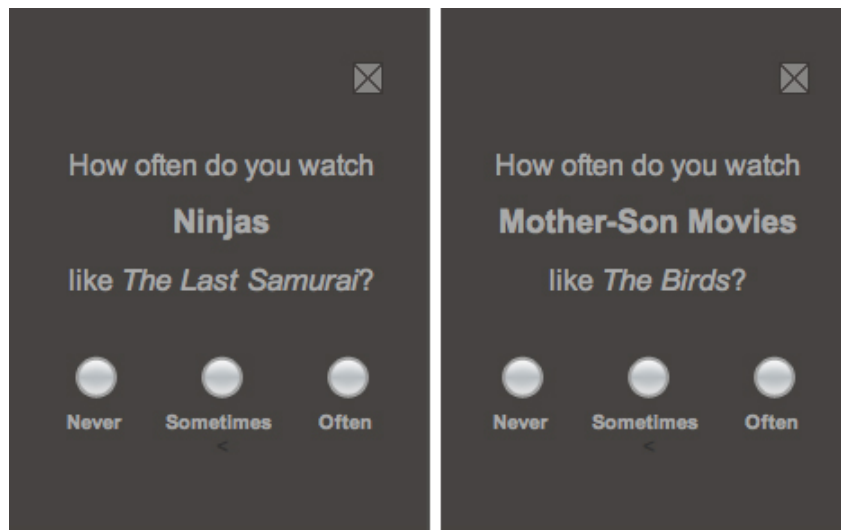 How often do you watch
Ninjas
like The Last Samurai?
Never Sometimes Often
<
How often do you watch
Mother-Son Movies
like The Birds?
Never Sometimes Often
<